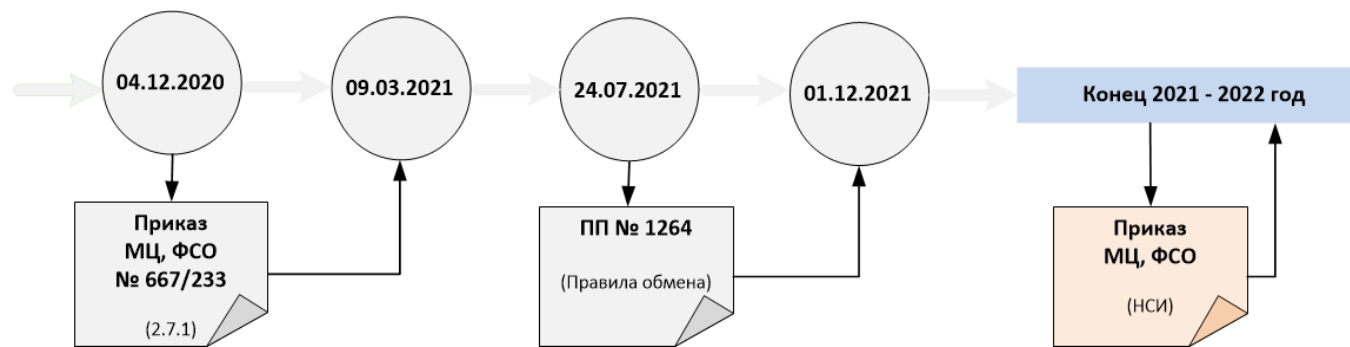 04.12.2020
09.03.2021
24.07.2021
01.12.2021
Конец 2021 - 2022 год
Приказ
МЦ, ФСО
№ 667/233
(2.7.1)
ПП № 1264
(Правила обмена)
Приказ
МЦ, ФСО
(НСИ)